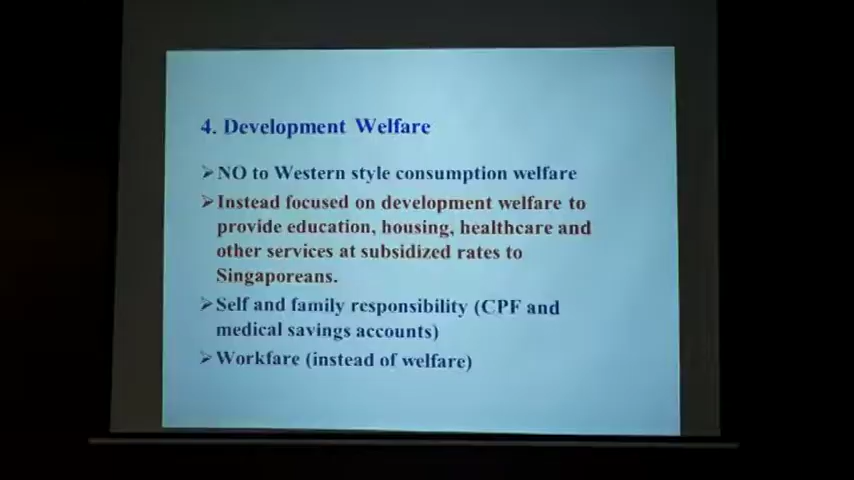 4. Development Welfare
➢NO to Western style consumption welfare
➢Instead focused on development welfare to
provide education, housing, healthcare and
other services at subsidized rates to
Singaporeans.
➢Self and family responsibility (CPF and
medical savings accounts)
➢Workfare (instead of welfare)